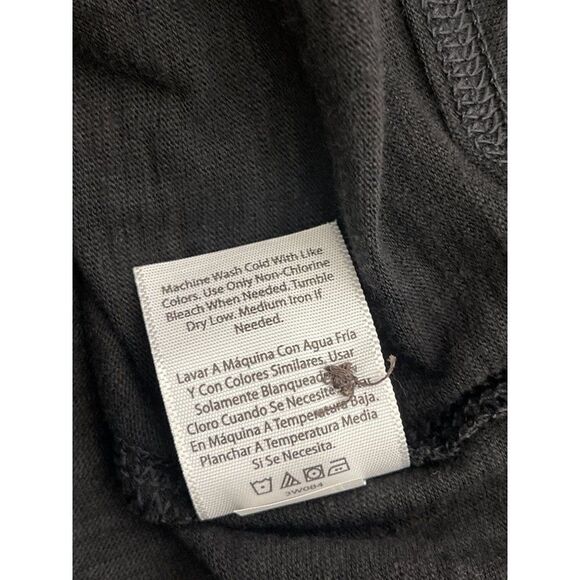 Machine Wash Cold With Like
Colors. Use Only Non-Chlorine
Bleach When Needed. Tumble
Dry Low. Medium Iron If
Needed.
Lavar A Máquina Con Agua Fría
Y Con Colores Similares. Usar
Solamente Blanqueador
Cloro Cuando Se Necesite
En Máquina A Temperatura Baja.
Planchar A Temperatura Media
Si Se Necesita.
3W084